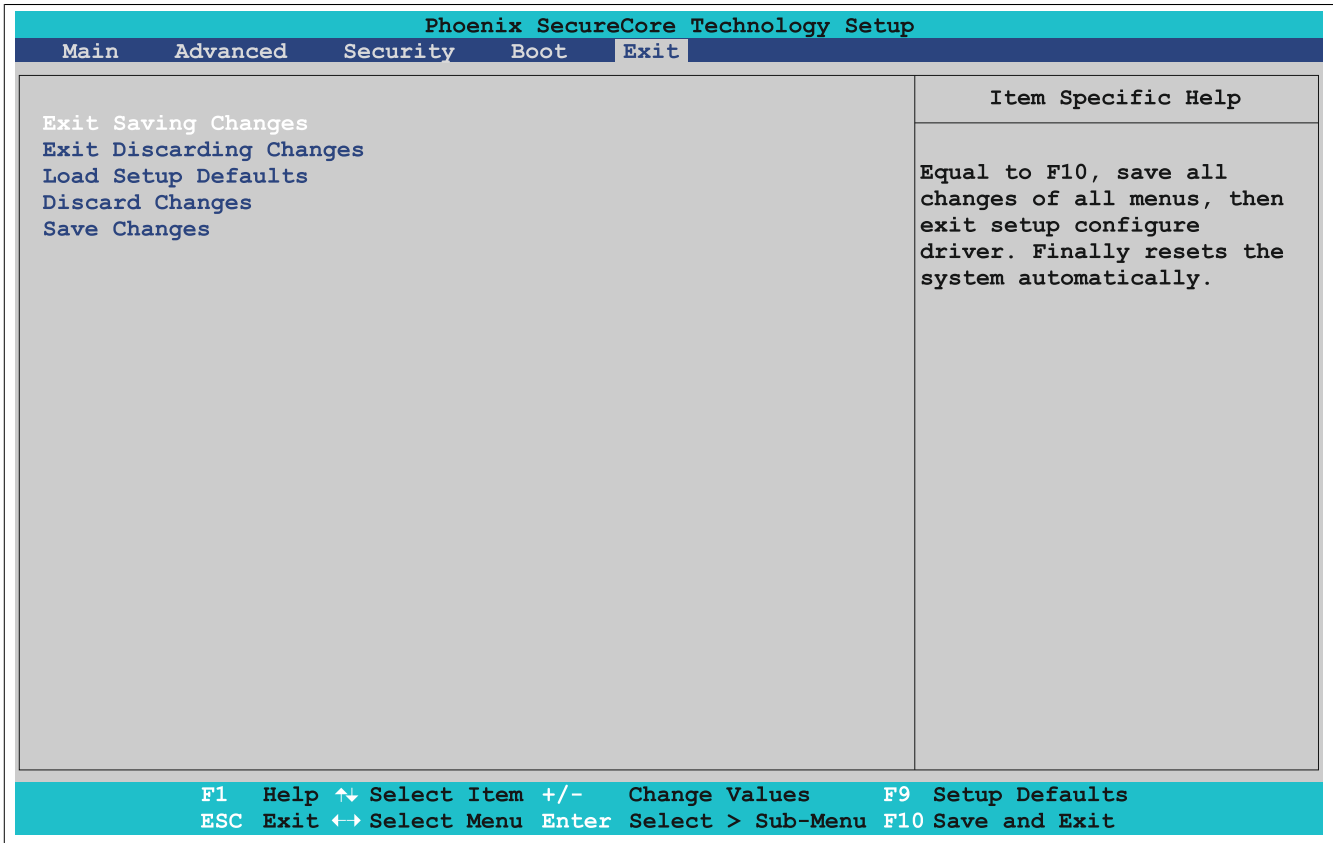 Phoenix SecureCore Technology Setup
Main Advanced Security Boot Exit
Exit Saving Changes
Exit Discarding Changes
Load Setup Defaults
Discard Changes
Save Changes
Item Specific Help
Equal to F10, save all
changes of all menus, then
exit setup configure
driver. Finally resets the
system automatically.
F1 Help ↑↓ Select Item +/- Change Values F9 Setup Defaults
ESC Exit ↔ Select Menu Enter Select > Sub-Menu F10 Save and Exit